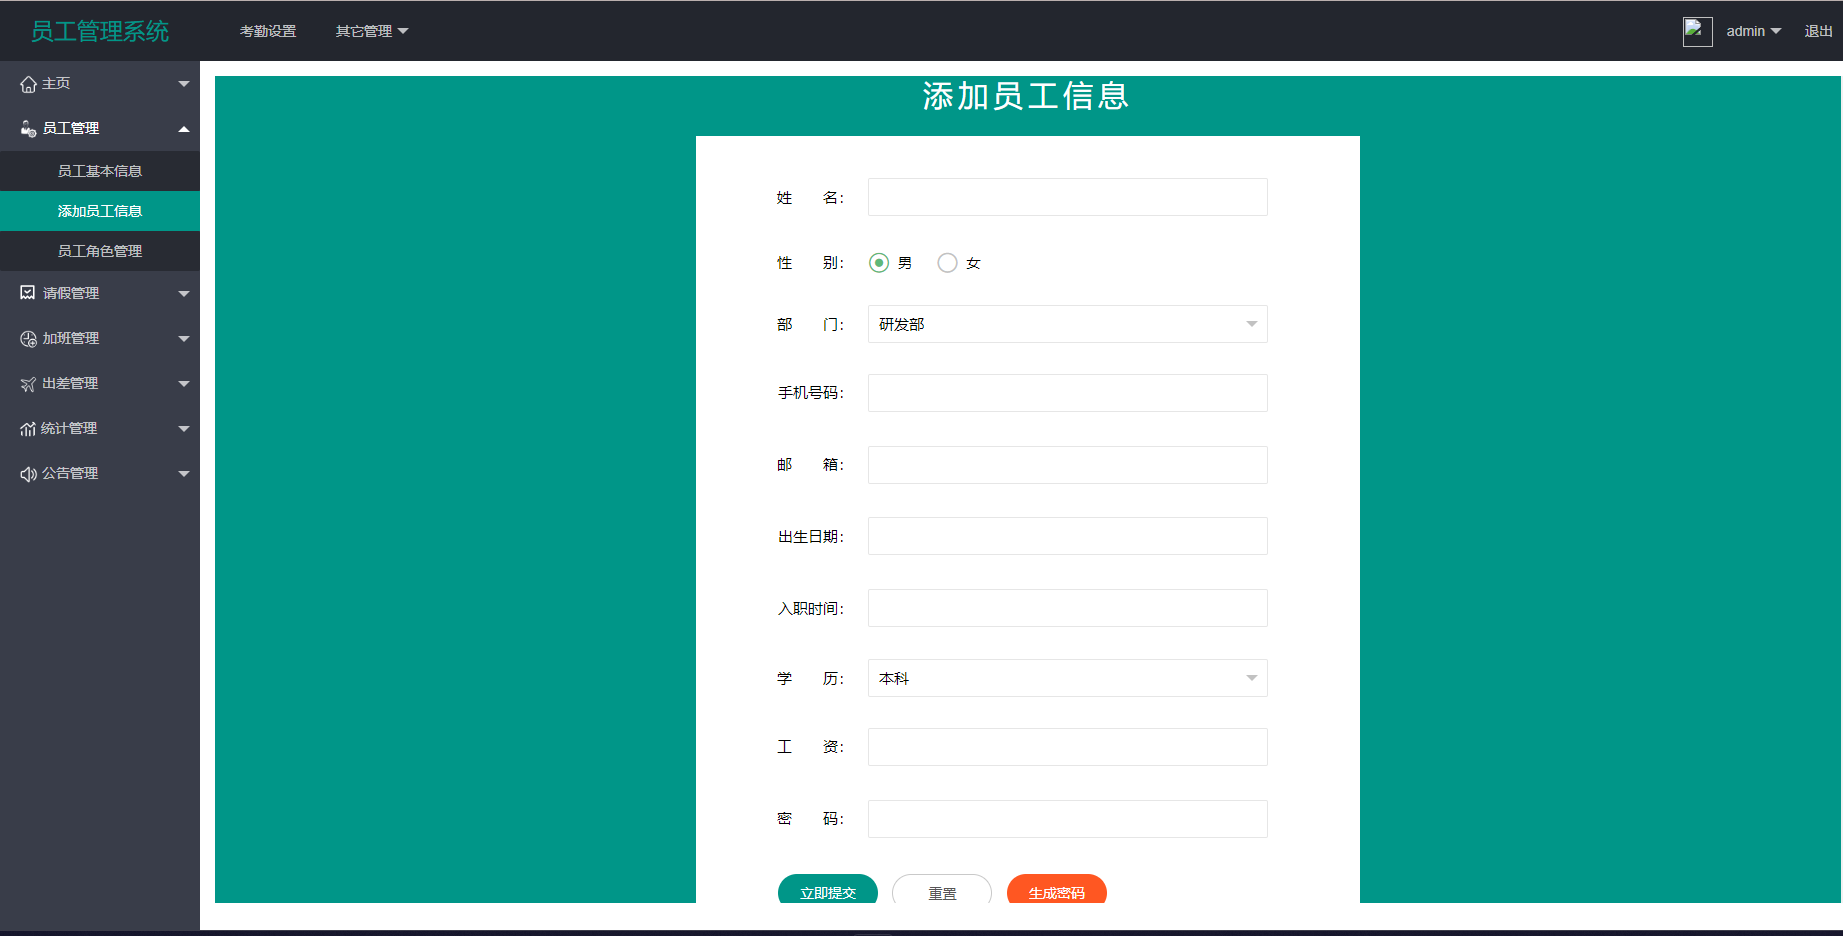 员工管理系统
考勤设置
其它管理
admin
退出
主页
员工管理
员工基本信息
添加员工信息
员工角色管理
请假管理
加班管理
出差管理
统计管理
公告管理
添加员工信息
姓 名：
性 别： 男 女
部 门： 研发部
手机号码：
邮 箱：
出生日期：
入职时间：
学 历： 本科
工 资：
密 码：
立即提交 重置 生成密码